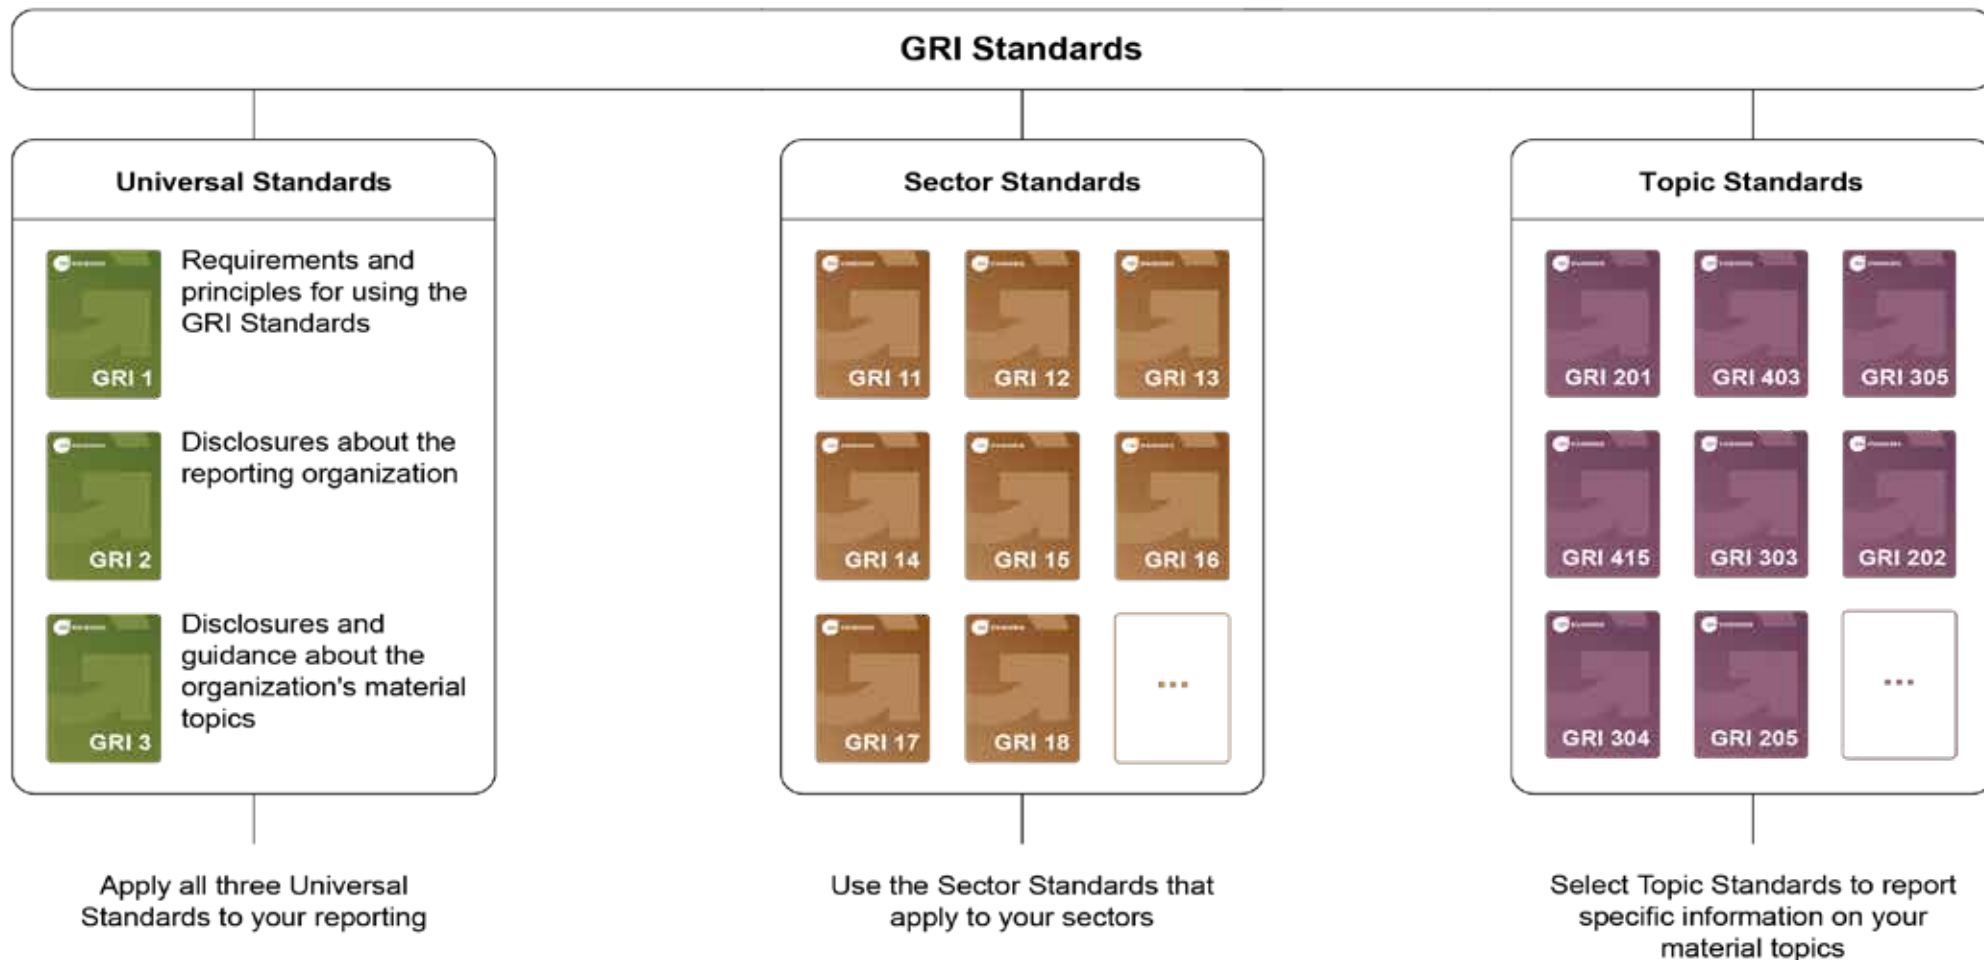 GRI Standards
Universal Standards
GRI 1
Requirements and
principles for using the
GRI Standards
GRI 2
Disclosures about the
reporting organization
GRI 3
Disclosures and
guidance about the
organization's material
topics
Apply all three Universal
Standards to your reporting
Sector Standards
GRI 11
GRI 12
GRI 13
GRI 14
GRI 15
GRI 16
GRI 17
GRI 18
...
Use the Sector Standards that
apply to your sectors
Topic Standards
GRI 201
GRI 403
GRI 305
GRI 415
GRI 303
GRI 202
GRI 304
GRI 205
...
Select Topic Standards to report
specific information on your
material topics